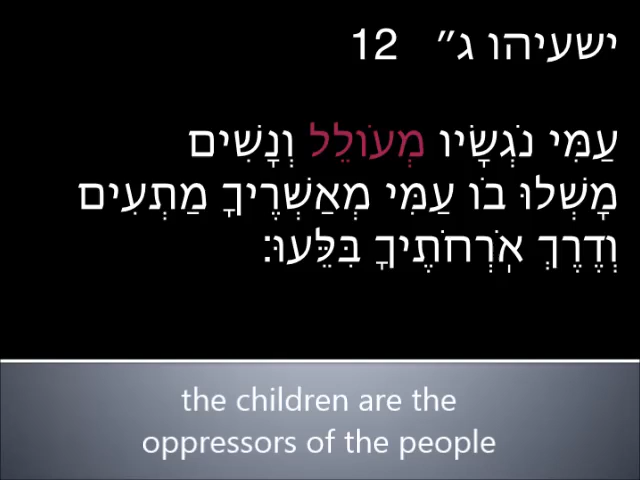 ישעיהו ג״ 12
עַמִּי נֹגְשָׂיו מְעוֹלֵל וְנָשִׁים
מָשְׁלוּ בוֹ עַמִּי מְאַשְּׁרֶיךָ מַתְעִים
וְדֶרֶךְ אֹרְחֹתֶיךָ בִּלֵּעוּ:
the children are the
oppressors of the people